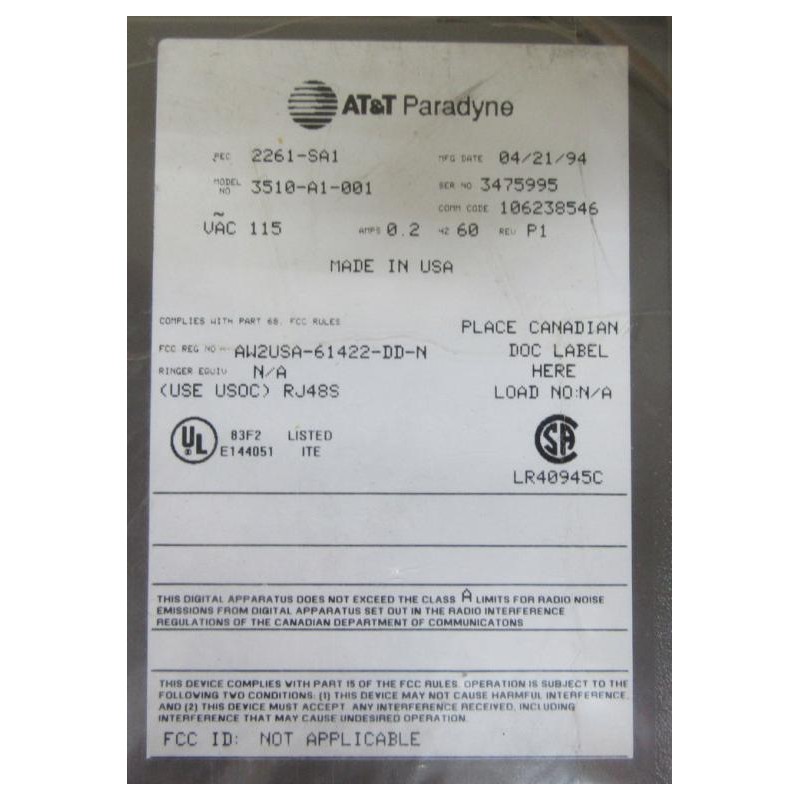 AT&T Paradyne
PEC 2261-SA1 MFG DATE 04/21/94
MODEL NO 3510-A1-001 SER NO 3475995
COMM CODE 106238546
~
VAC 115 AMPS 0.2 HZ 60 REV P1
MADE IN USA
COMPLIES WITH PART 68, FCC RULES
FCC REG NO AW2USA-61422-DD-N
RINGER EQUIV N/A
(USE USOC) RJ48S
PLACE CANADIAN
DOC LABEL
HERE
LOAD NO:N/A
UL 83F2 LISTED
E144051 ITE
SA
LR40945C
THIS DIGITAL APPARATUS DOES NOT EXCEED THE CLASS A LIMITS FOR RADIO NOISE
EMISSIONS FROM DIGITAL APPARATUS SET OUT IN THE RADIO INTERFERENCE
REGULATIONS OF THE CANADIAN DEPARTMENT OF COMMUNICATONS
THIS DEVICE COMPLIES WITH PART 15 OF THE FCC RULES. OPERATION IS SUBJECT TO THE
FOLLOWING TWO CONDITIONS: (1) THIS DEVICE MAY NOT CAUSE HARMFUL INTERFERENCE,
AND (2) THIS DEVICE MUST ACCEPT ANY INTERFERENCE RECEIVED, INCLUDING
INTERFERENCE THAT MAY CAUSE UNDESIRED OPERATION.
FCC ID: NOT APPLICABLE